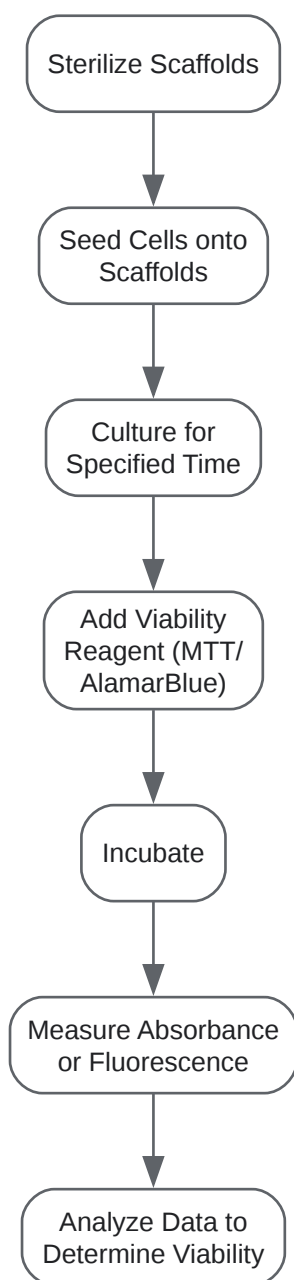 Sterilize Scaffolds
Seed Cells onto
Scaffolds
Culture for
Specified Time
Add Viability
Reagent (MTT/
AlamarBlue)
Incubate
Measure Absorbance
or Fluorescence
Analyze Data to
Determine Viability